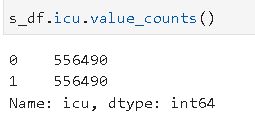 s_df.icu.value_counts()
0    556490
1    556490
Name: icu, dtype: int64